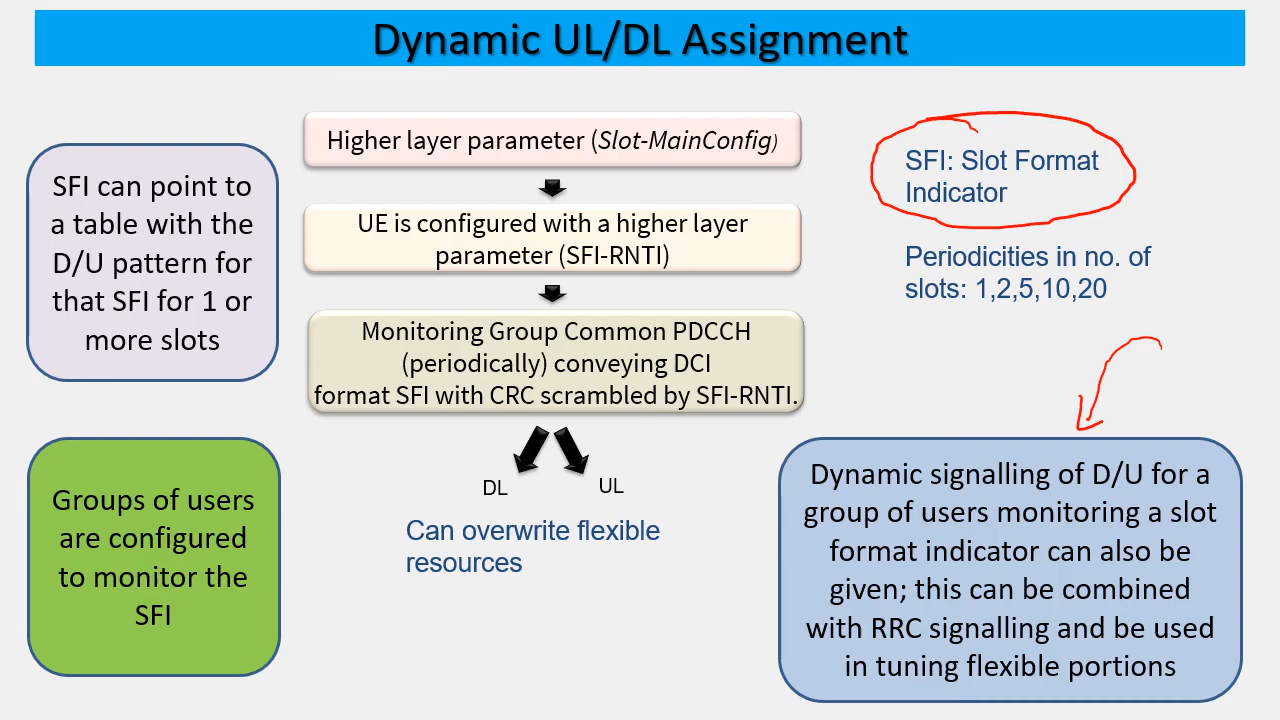 Dynamic UL/DL Assignment
Higher layer parameter (Slot-MainConfig)
UE is configured with a higher layer
parameter (SFI-RNTI)
Monitoring Group Common PDCCH
(periodically) conveying DCI
format SFI with CRC scrambled by SFI-RNTI.
DL
UL
Can overwrite flexible
resources
SFI can point to
a table with the
D/U pattern for
that SFI for 1 or
more slots
Groups of users
are configured
to monitor the
SFI
SFI: Slot Format
Indicator
Periodicities in no. of
slots: 1,2,5,10,20
Dynamic signalling of D/U for a
group of users monitoring a slot
format indicator can also be
given; this can be combined
with RRC signalling and be used
in tuning flexible portions